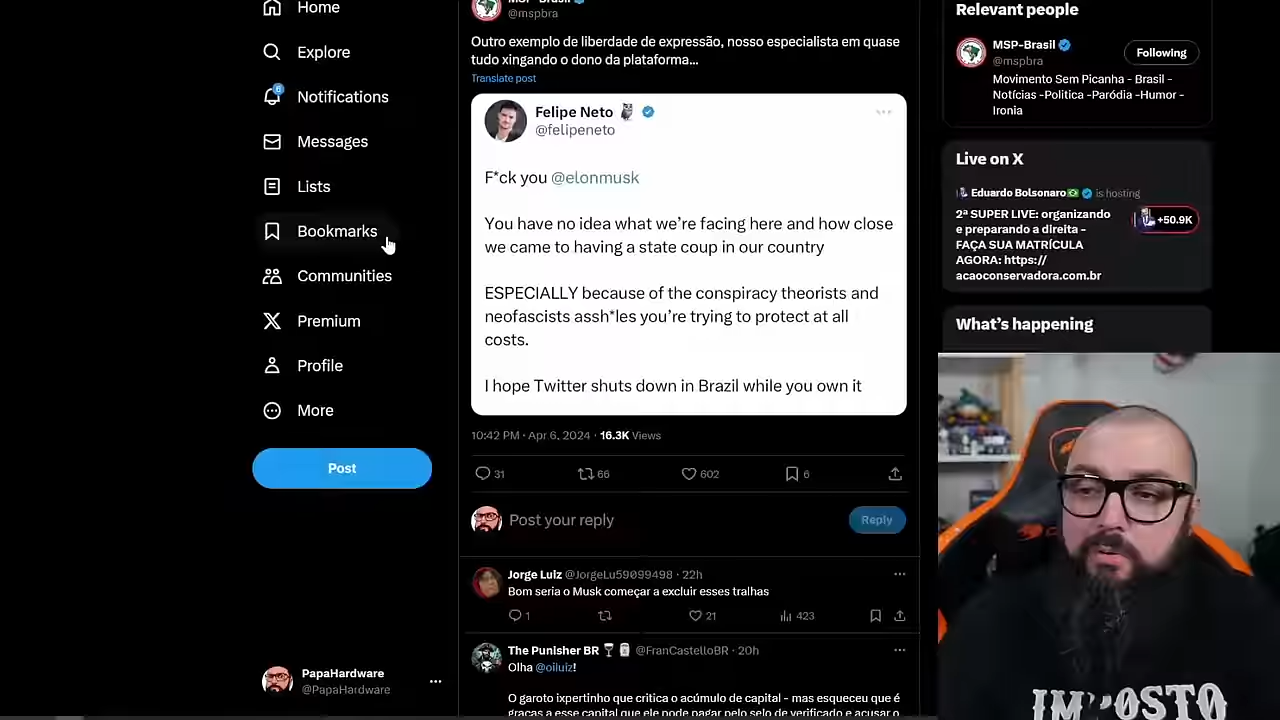 Home
Explore
6
Notifications
Messages
Lists
Bookmarks
Communities
Premium
Profile
More
Post
PapaHardware
@PapaHardware
MSP-Brasil
@mspbra
Outro exemplo de liberdade de expressão, nosso especialista em quase
tudo xingando o dono da plataforma...
Translate post
Felipe Neto
@felipeneto
F*ck you @elonmusk
You have no idea what we’re facing here and how close
we came to having a state coup in our country
ESPECIALLY because of the conspiracy theorists and
neofascists assh*les you’re trying to protect at all
costs.
I hope Twitter shuts down in Brazil while you own it
10:42 PM · Apr 6, 2024 · 16.3K Views
31 66 602 6
Post your reply
Reply
Jorge Luiz @JorgeLu59099498 · 22h
Bom seria o Musk começar a excluir esses tralhas
1 21 423
The Punisher BR @FranCastelloBR · 20h
Olha @oiluiz!
O garoto ixpertinho que critica o acúmulo de capital - mas esqueceu que é
graças a esse capital que ele pode pagar pelo selo de verificado e acusar o
Relevant people
MSP-Brasil
@mspbra
Following
Movimento Sem Picanha - Brasil -
Notícias -Politica -Paródia -Humor -
Ironia
Live on X
Eduardo Bolsonaro is hosting
2ª SUPER LIVE: organizando
e preparando a direita -
FAÇA SUA MATRÍCULA
AGORA: https://
acaoconservadora.com.br
+50.9K
What’s happening
IMPOSTO